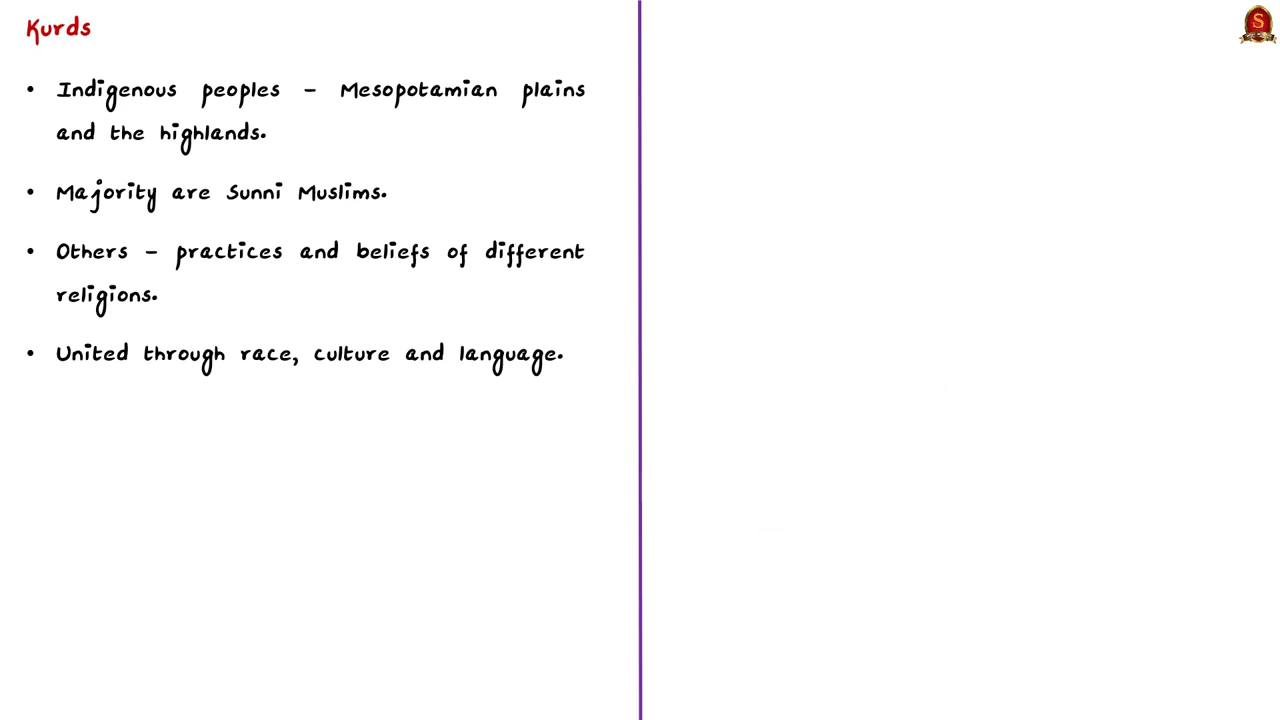 Kurds
• Indigenous peoples - Mesopotamian plains
and the highlands.
• Majority are Sunni Muslims.
• Others - practices and beliefs of different
religions.
• United through race, culture and language.
S